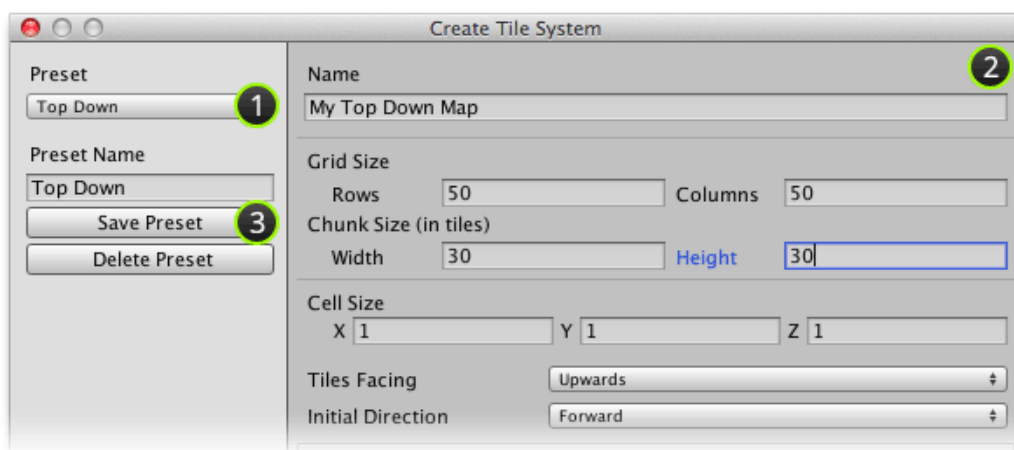 Create Tile System
Preset
Top Down
1
Preset Name
Top Down
Save Preset
3
Delete Preset
2
Name
My Top Down Map
Grid Size
Rows 50 Columns 50
Chunk Size (in tiles)
Width 30 Height 30
Cell Size
X 1 Y 1 Z 1
Tiles Facing Upwards
Initial Direction Forward